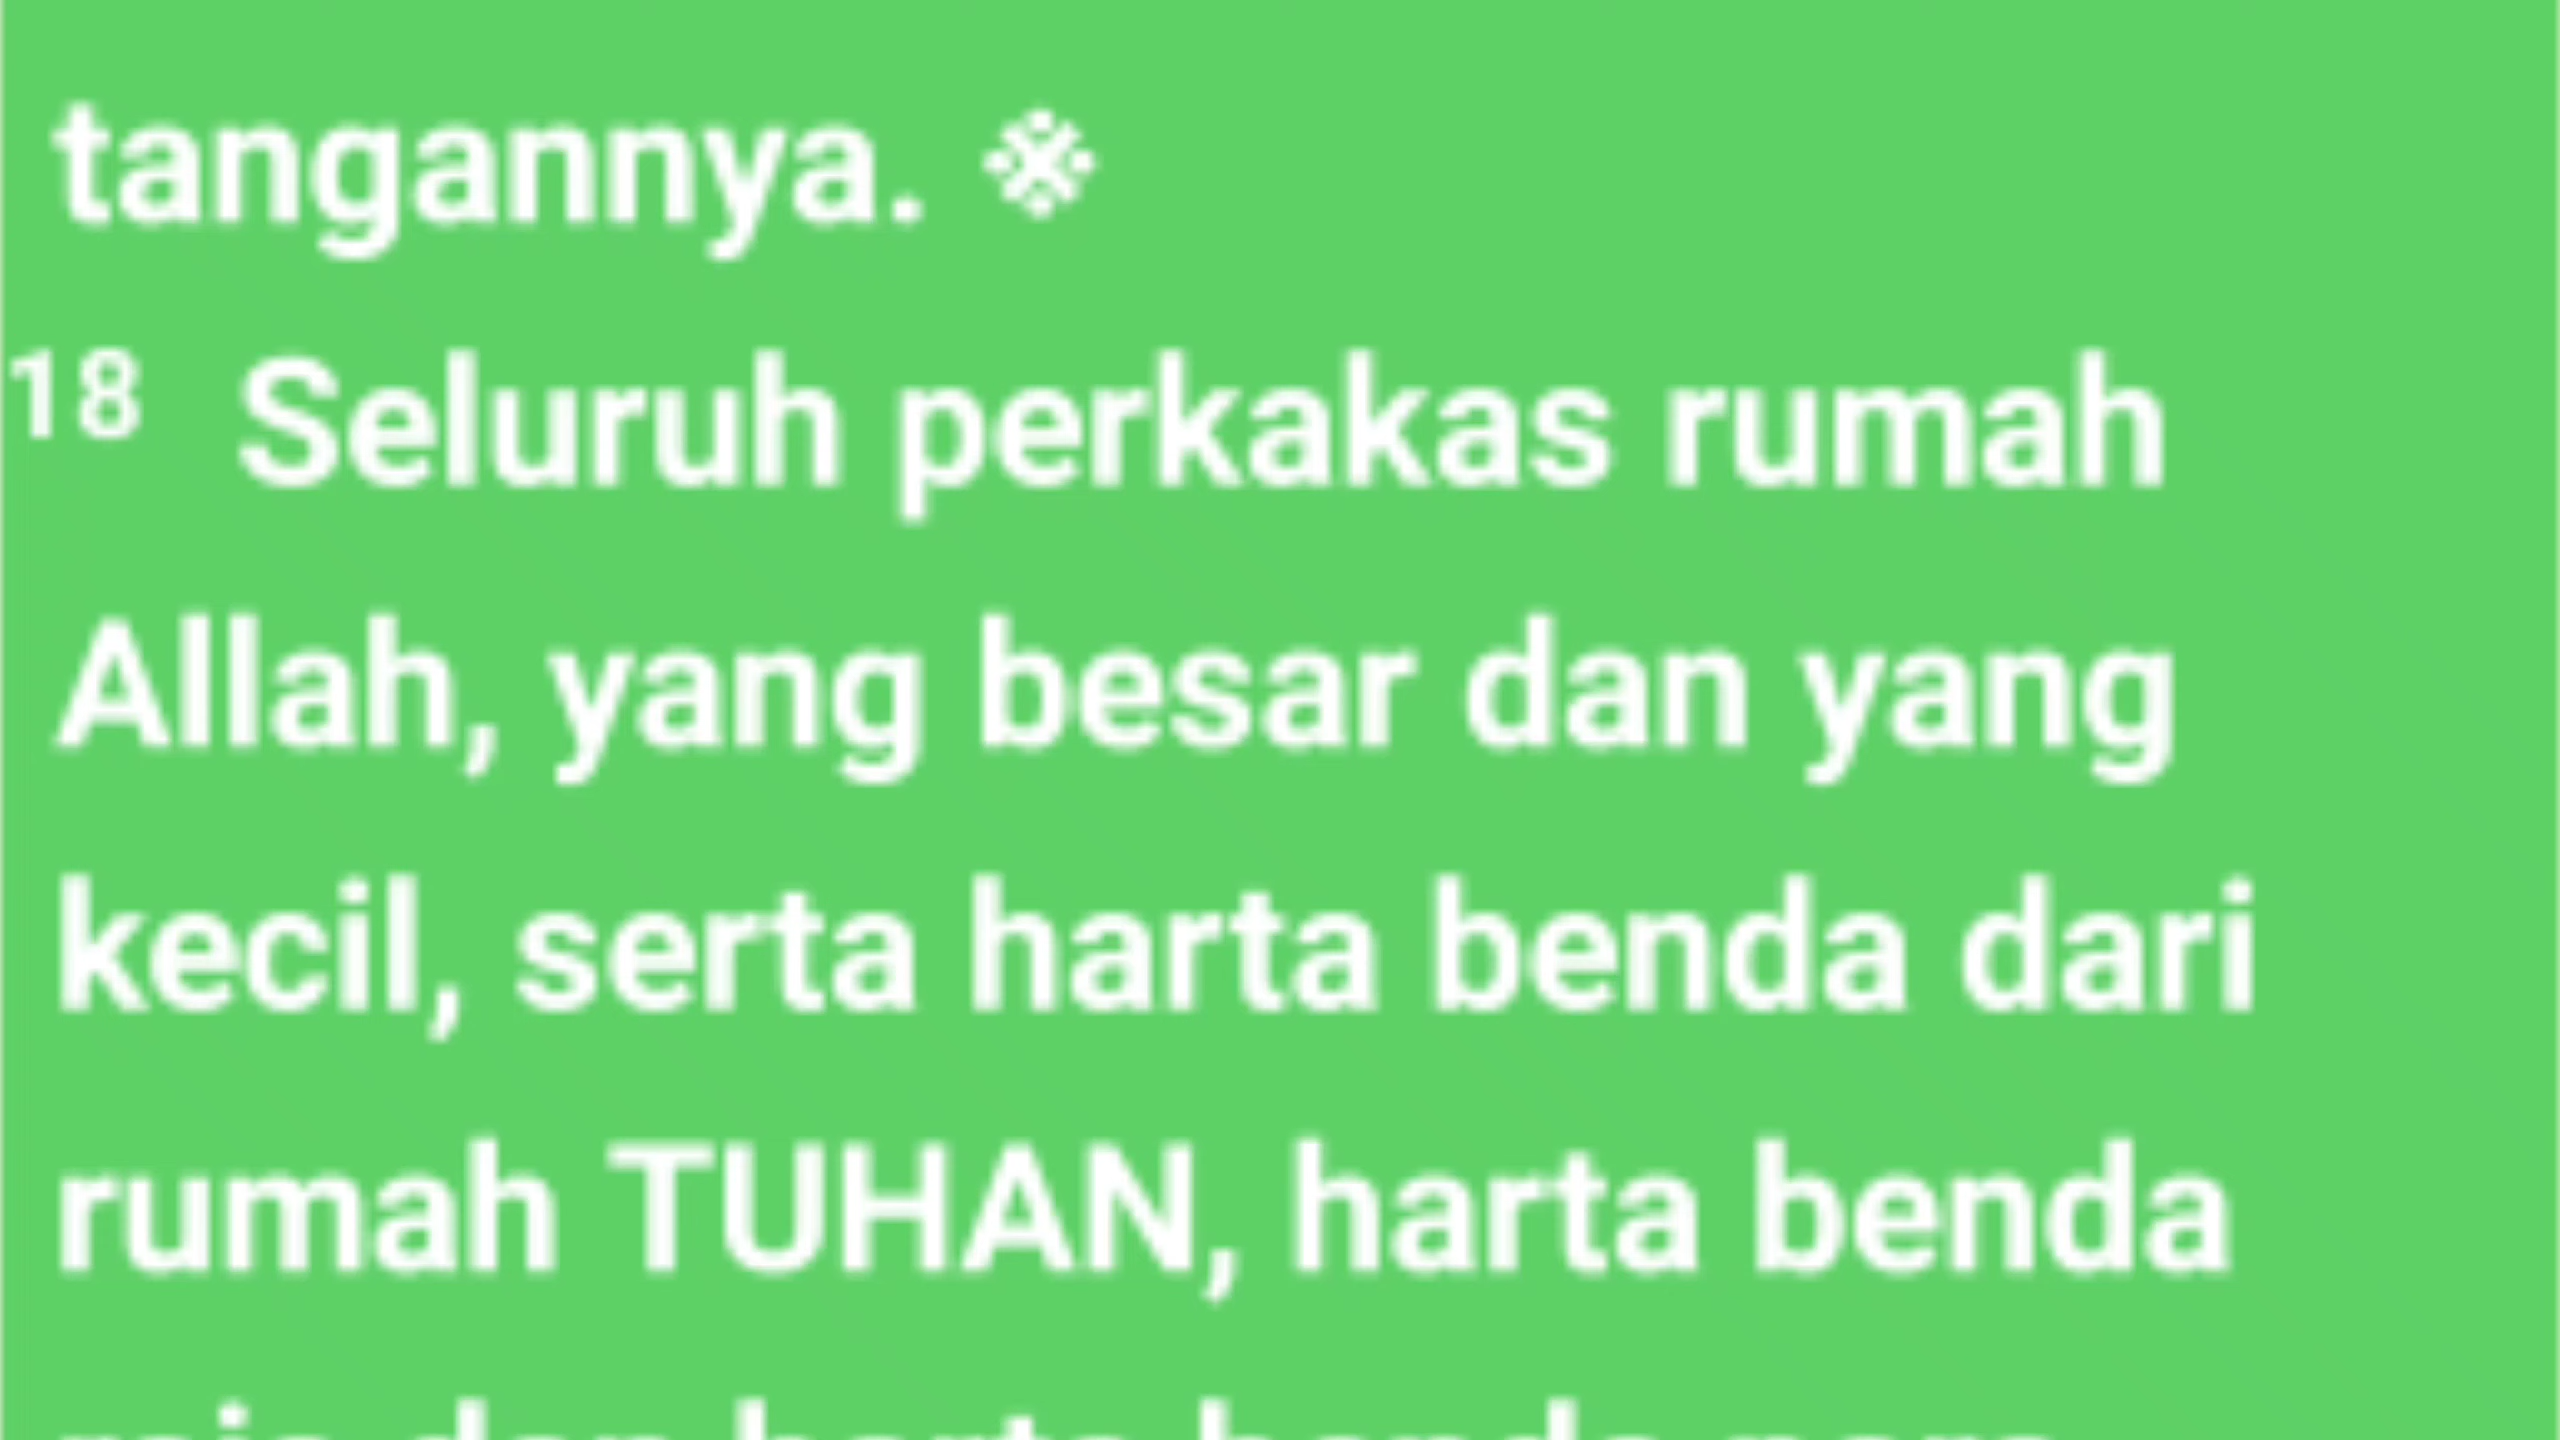 tangannya. ※
18 Seluruh perkakas rumah
Allah, yang besar dan yang
kecil, serta harta benda dari
rumah TUHAN, harta benda